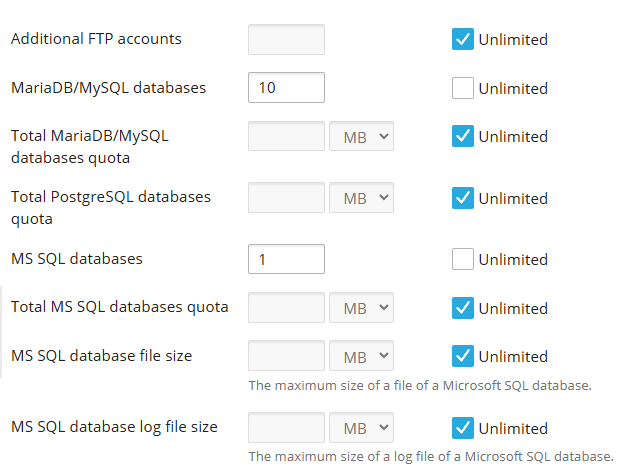 Additional FTP accounts Unlimited
MariaDB/MySQL databases 10 Unlimited
Total MariaDB/MySQL MB Unlimited
databases quota
Total PostgreSQL databases MB Unlimited
quota
MS SQL databases 1 Unlimited
Total MS SQL databases quota MB Unlimited
MS SQL database file size MB Unlimited
The maximum size of a file of a Microsoft SQL database.
MS SQL database log file size MB Unlimited
The maximum size of a log file of a Microsoft SQL database.